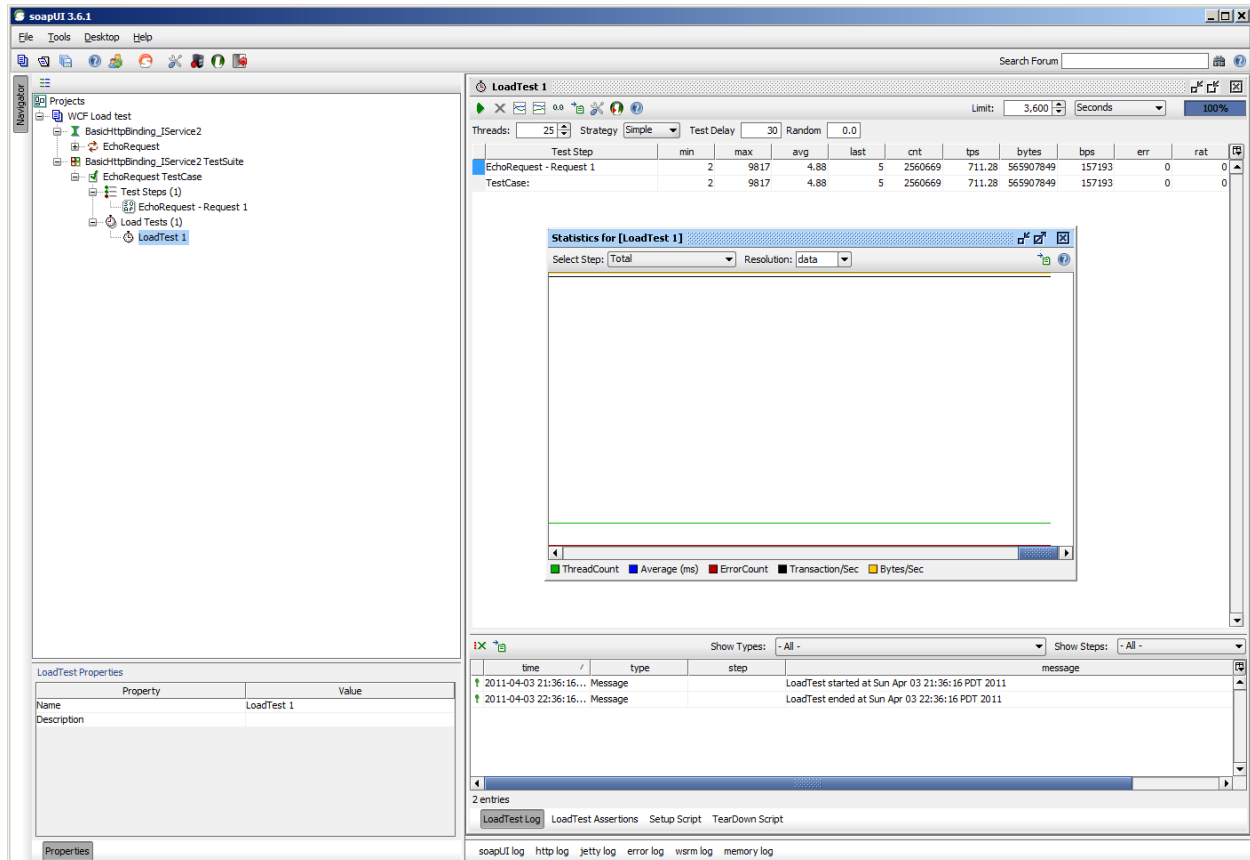 soapUI 3.6.1
File Tools Desktop Help
Search Forum
Navigator
Projects
WCF Load test
BasicHttpBinding_IService2
EchoRequest
BasicHttpBinding_IService2 TestSuite
EchoRequest TestCase
Test Steps (1)
EchoRequest - Request 1
Load Tests (1)
LoadTest 1
LoadTest Properties
Property Value
Name LoadTest 1
Description
Properties
LoadTest 1
0.0
Limit: 3,600 Seconds 100%
Threads: 25 Strategy Simple Test Delay 30 Random 0.0
Test Step min max avg last cnt tps bytes bps err rat
EchoRequest - Request 1 2 9817 4.88 5 2560669 711.28 565907849 157193 0 0
TestCase: 2 9817 4.88 5 2560669 711.28 565907849 157193 0 0
Statistics for [LoadTest 1]
Select Step: Total Resolution: data
ThreadCount Average (ms) ErrorCount Transaction/Sec Bytes/Sec
Show Types: - All - Show Steps: - All -
time type step message
2011-04-03 21:36:16... Message LoadTest started at Sun Apr 03 21:36:16 PDT 2011
2011-04-03 22:36:16... Message LoadTest ended at Sun Apr 03 22:36:16 PDT 2011
2 entries
LoadTest Log LoadTest Assertions Setup Script TearDown Script
soapUI log http log jetty log error log wsrm log memory log